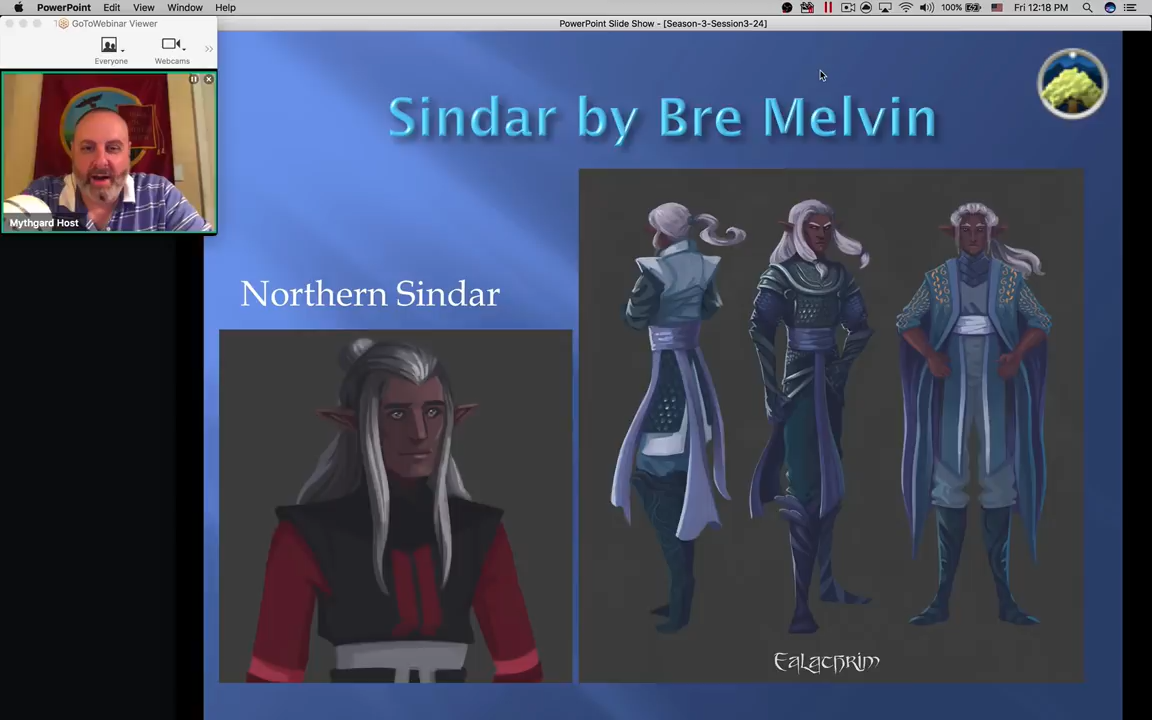 PowerPoint Edit View Window Help
100% Fri 12:18 PM
GoToWebinar Viewer
PowerPoint Slide Show - [Season-3-Session3-24]
Everyone
Webcams
Mythgard Host
Sindar by Bre Melvin
Northern Sindar
Ealachrim